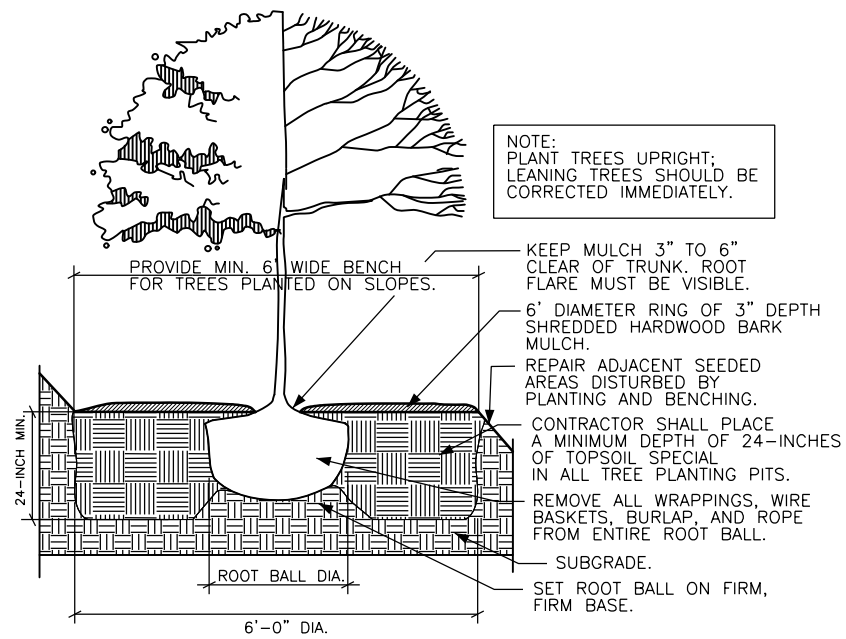 NOTE:
PLANT TREES UPRIGHT;
LEANING TREES SHOULD BE
CORRECTED IMMEDIATELY.
PROVIDE MIN. 6' WIDE BENCH
FOR TREES PLANTED ON SLOPES.
KEEP MULCH 3" TO 6"
CLEAR OF TRUNK. ROOT
FLARE MUST BE VISIBLE.
6' DIAMETER RING OF 3" DEPTH
SHREDDED HARDWOOD BARK
MULCH.
REPAIR ADJACENT SEEDED
AREAS DISTURBED BY
PLANTING AND BENCHING.
CONTRACTOR SHALL PLACE
A MINIMUM DEPTH OF 24-INCHES
OF TOPSOIL SPECIAL
IN ALL TREE PLANTING PITS.
REMOVE ALL WRAPPINGS, WIRE
BASKETS, BURLAP, AND ROPE
FROM ENTIRE ROOT BALL.
SUBGRADE.
SET ROOT BALL ON FIRM,
FIRM BASE.
24-INCH MIN.
ROOT BALL DIA.
6'-0" DIA.